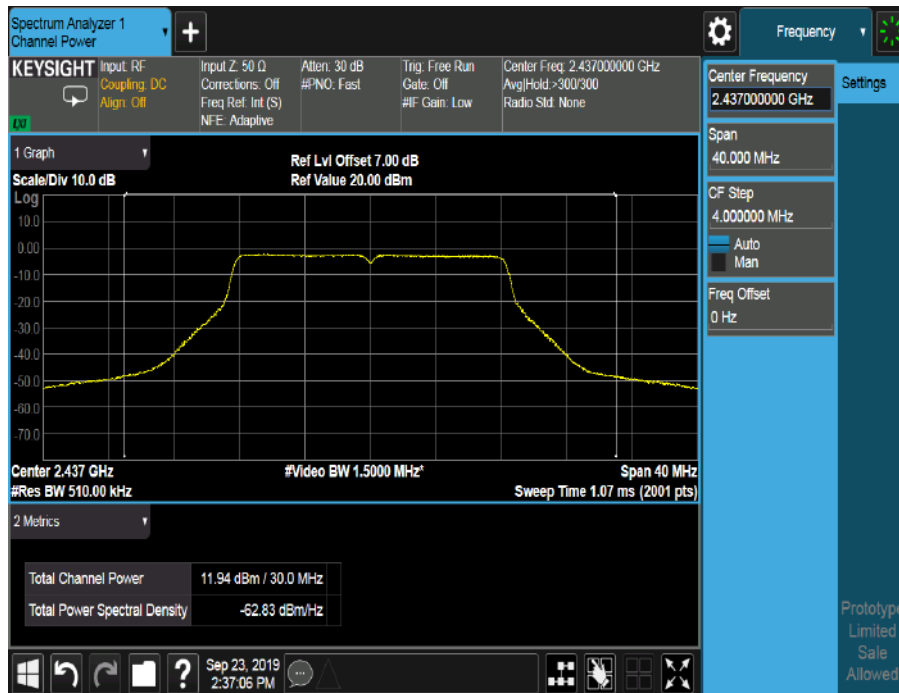 Spectrum Analyzer 1
Channel Power
+
Frequency
KEYSIGHT
LXI
Input: RF
Coupling: DC
Align: Off
Input Z: 50 Ω
Corrections: Off
Freq Ref: Int (S)
NFE: Adaptive
Atten: 30 dB
#PNO: Fast
Trig: Free Run
Gate: Off
#IF Gain: Low
Center Freq: 2.437000000 GHz
Avg|Hold:>300/300
Radio Std: None
Center Frequency
2.437000000 GHz
Settings
Span
40.000 MHz
CF Step
4.000000 MHz
Auto
Man
Freq Offset
0 Hz
1 Graph
Scale/Div 10.0 dB
Ref Lvl Offset 7.00 dB
Ref Value 20.00 dBm
Log
10.0
0.00
-10.0
-20.0
-30.0
-40.0
-50.0
-60.0
-70.0
Center 2.437 GHz
#Video BW 1.5000 MHz*
Span 40 MHz
#Res BW 510.00 kHz
Sweep Time 1.07 ms (2001 pts)
2 Metrics
Total Channel Power 11.94 dBm / 30.0 MHz
Total Power Spectral Density -62.83 dBm/Hz
Prototype
Limited
Sale
Allowed
?
Sep 23, 2019
2:37:06 PM